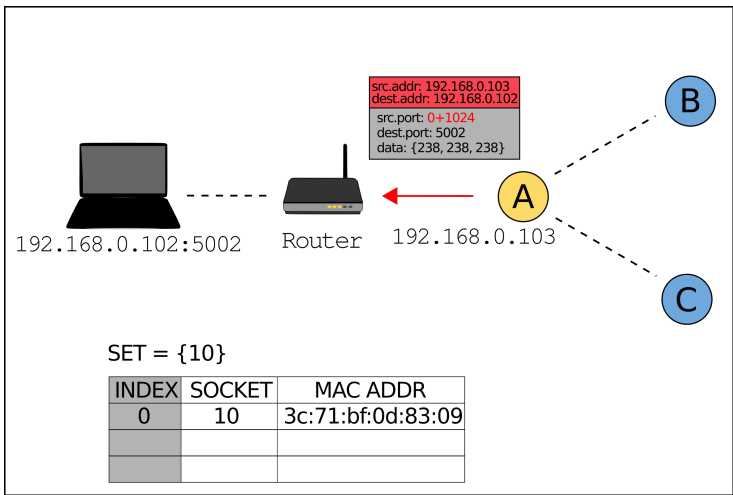 src.addr: 192.168.0.103
dest.addr: 192.168.0.102
src.port: 0+1024
dest.port: 5002
data: {238, 238, 238}
B
A
192.168.0.102:5002
Router
192.168.0.103
C
SET = {10}
INDEX SOCKET MAC ADDR
0 10 3c:71:bf:0d:83:09